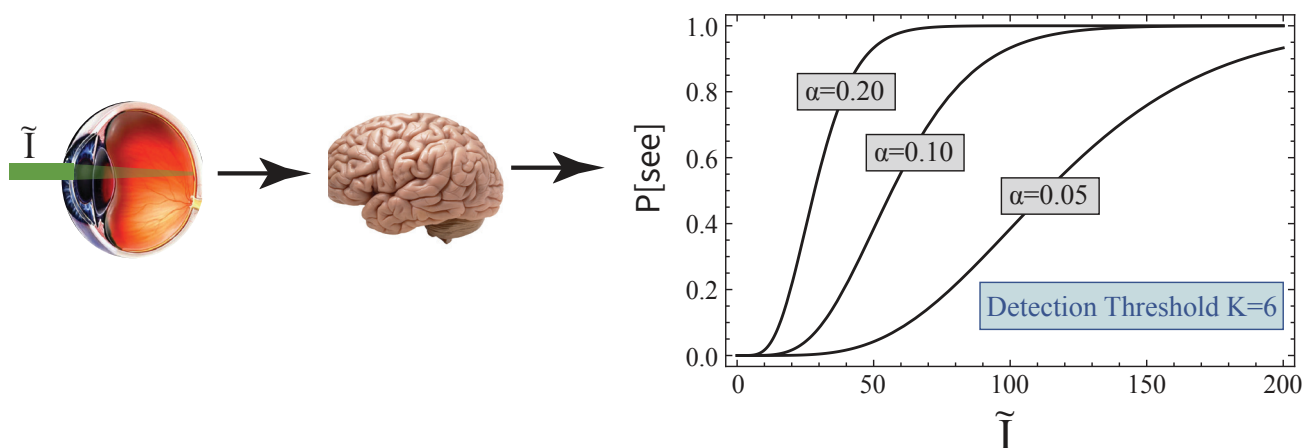 Ĩ
P[see]
1.0
0.8
0.6
0.4
0.2
0.0
α=0.20
α=0.10
α=0.05
Detection Threshold K=6
0 50 100 150 200
Ĩ